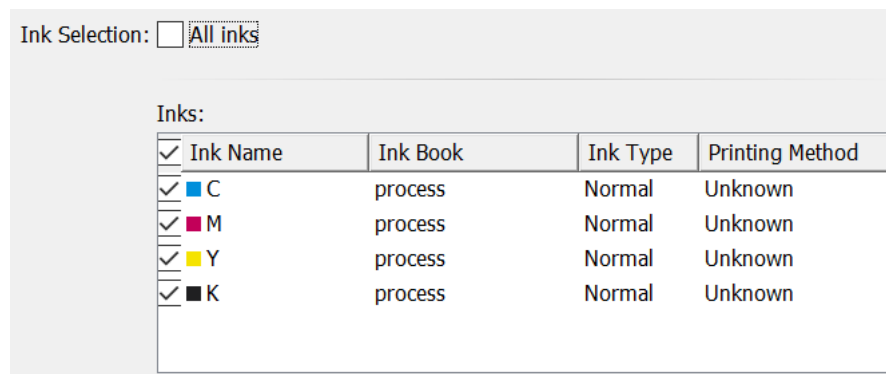 Ink Selection: All inks
Inks:
Ink Name Ink Book Ink Type Printing Method
C process Normal Unknown
M process Normal Unknown
Y process Normal Unknown
K process Normal Unknown